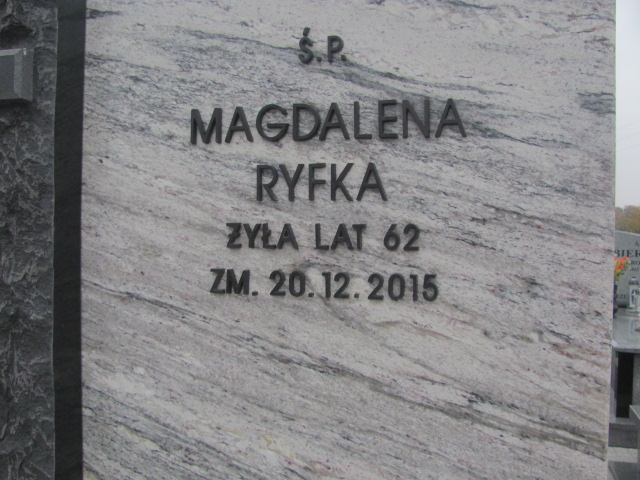 Ś.P.
MAGDALENA
RYFKA
ŻYŁA LAT 62
ZM. 20.12.2015